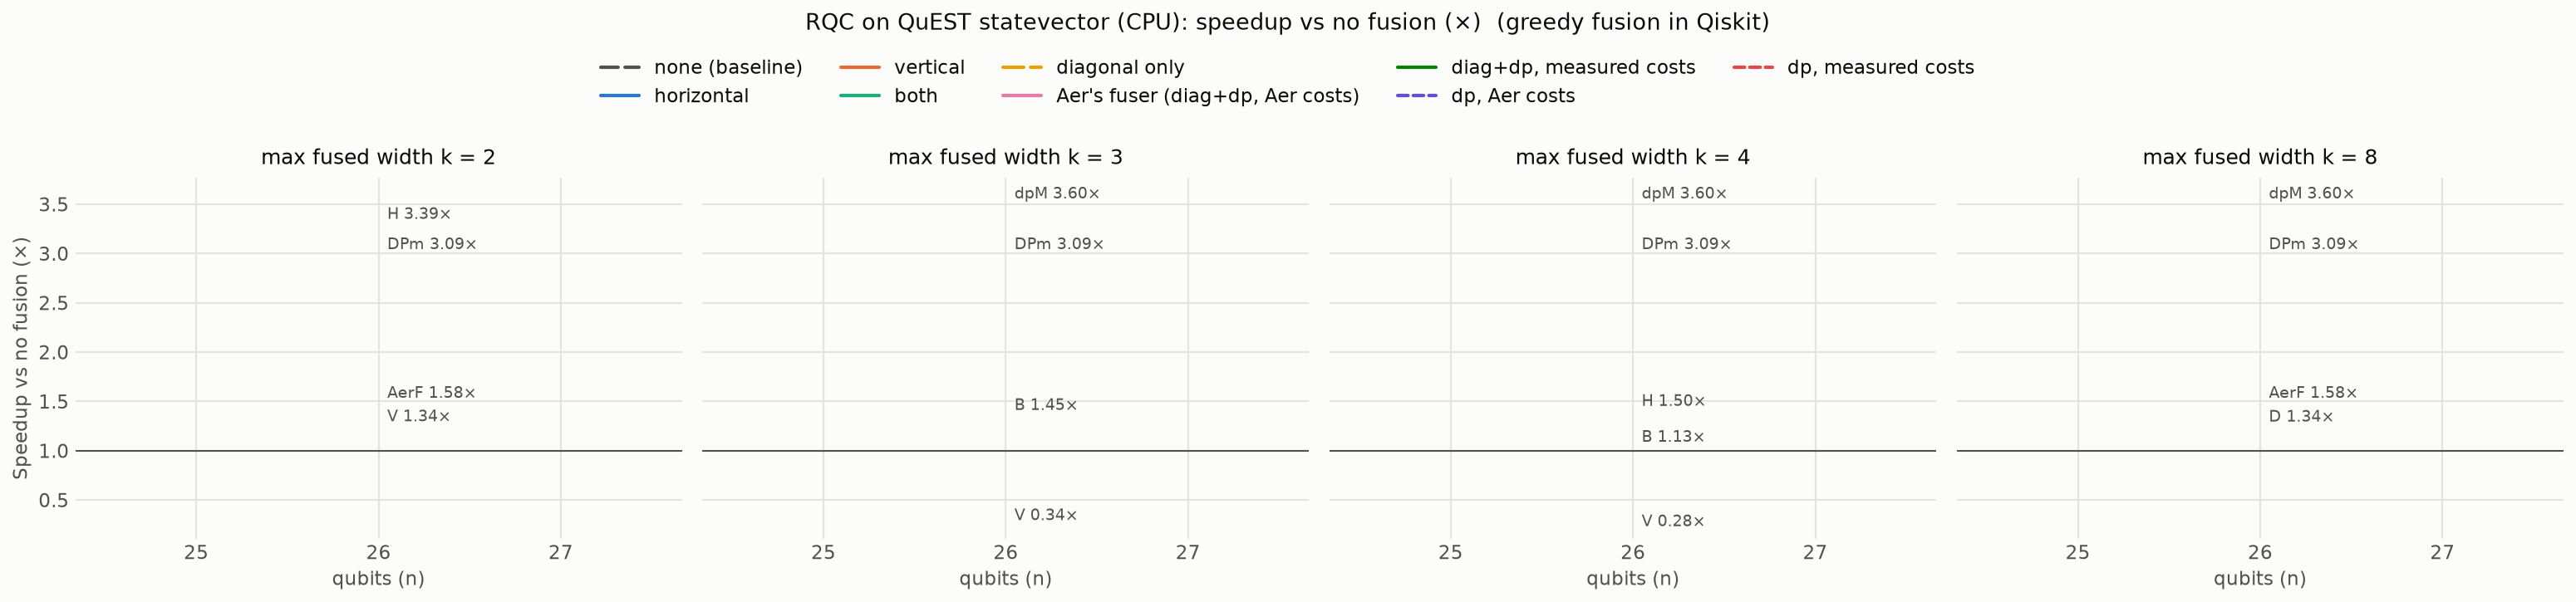 RQC on QuEST statevector (CPU): speedup vs no fusion (×)  (greedy fusion in Qiskit)
none (baseline)
horizontal
vertical
both
diagonal only
Aer's fuser (diag+dp, Aer costs)
diag+dp, measured costs
dp, Aer costs
dp, measured costs
Speedup vs no fusion (×)
max fused width k = 2
3.5
3.0
2.5
2.0
1.5
1.0
0.5
H 3.39×
DPm 3.09×
AerF 1.58×
V 1.34×
25 26 27
qubits (n)
max fused width k = 3
dpM 3.60×
DPm 3.09×
B 1.45×
V 0.34×
25 26 27
qubits (n)
max fused width k = 4
dpM 3.60×
DPm 3.09×
H 1.50×
B 1.13×
V 0.28×
25 26 27
qubits (n)
max fused width k = 8
dpM 3.60×
DPm 3.09×
AerF 1.58×
D 1.34×
25 26 27
qubits (n)